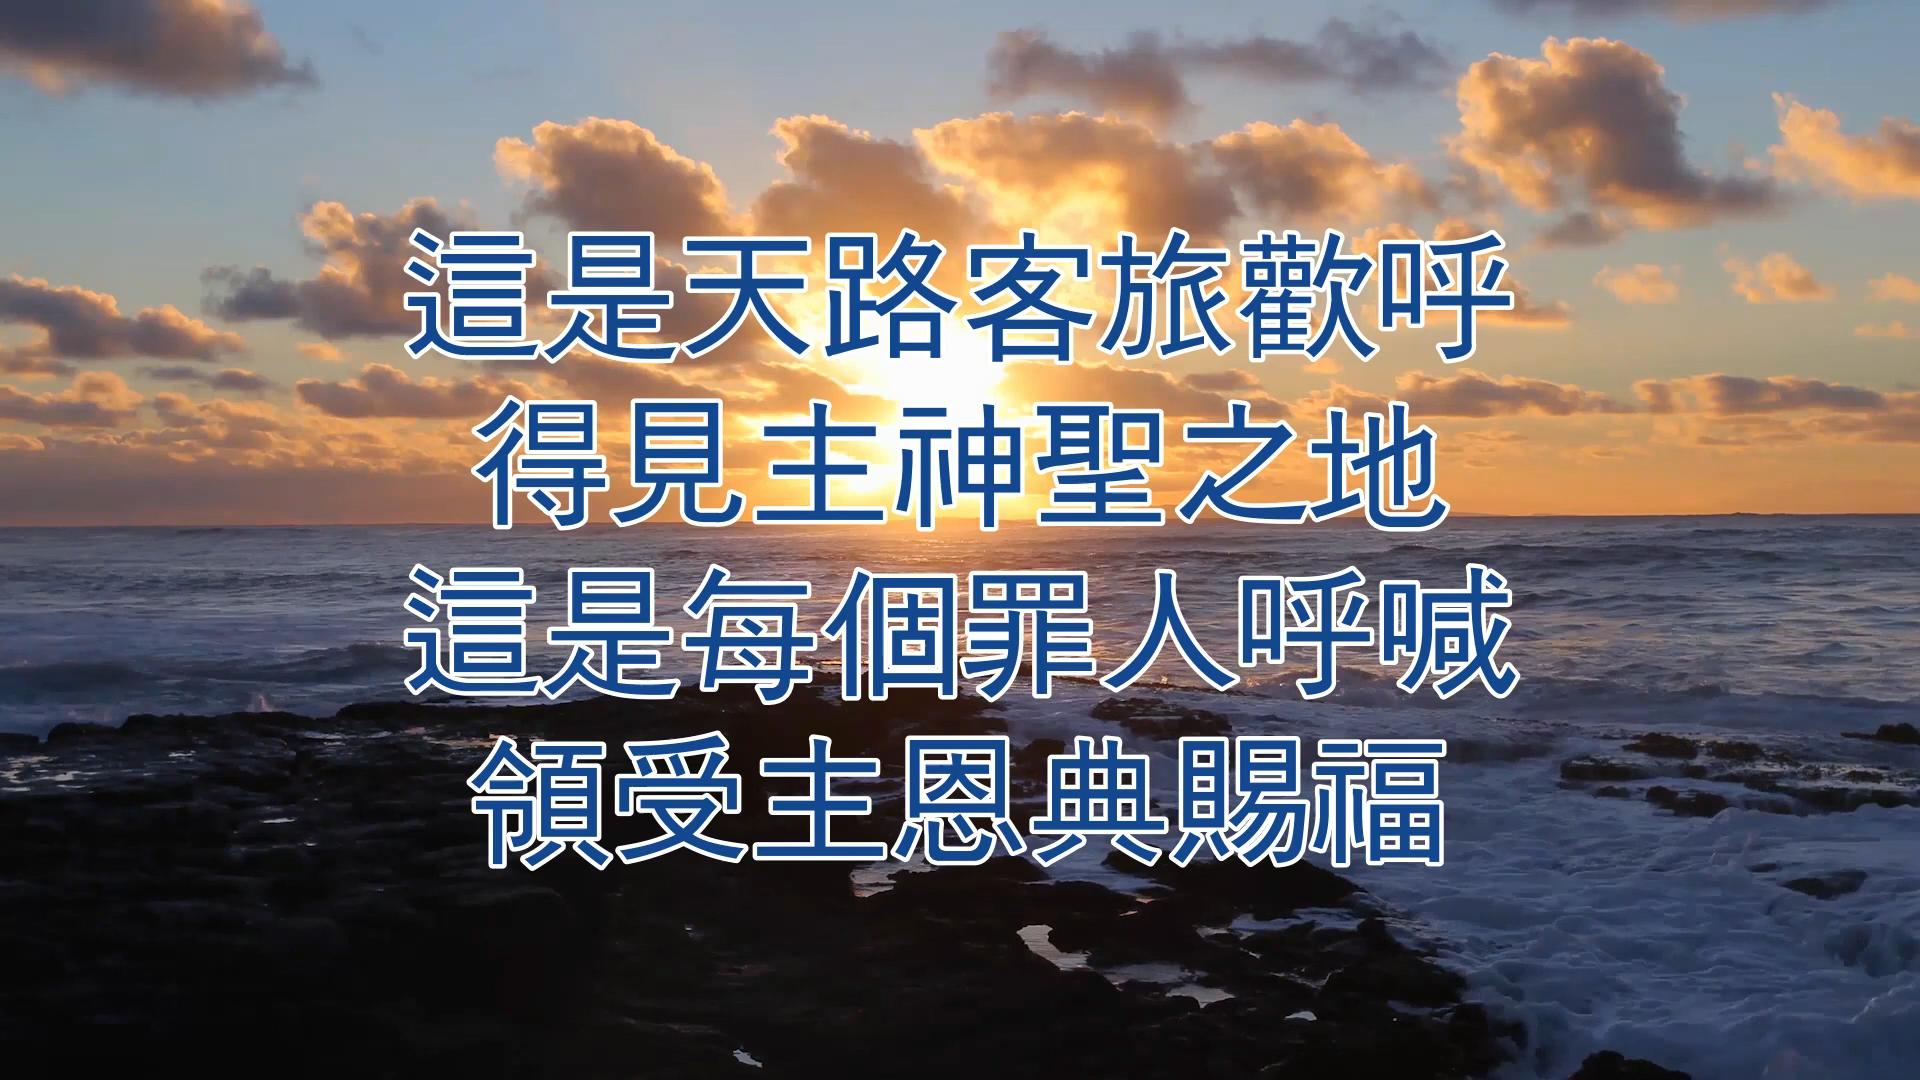 這是天路客旅歡呼
得見主神聖之地
這是每個罪人呼喊
領受主恩典賜福